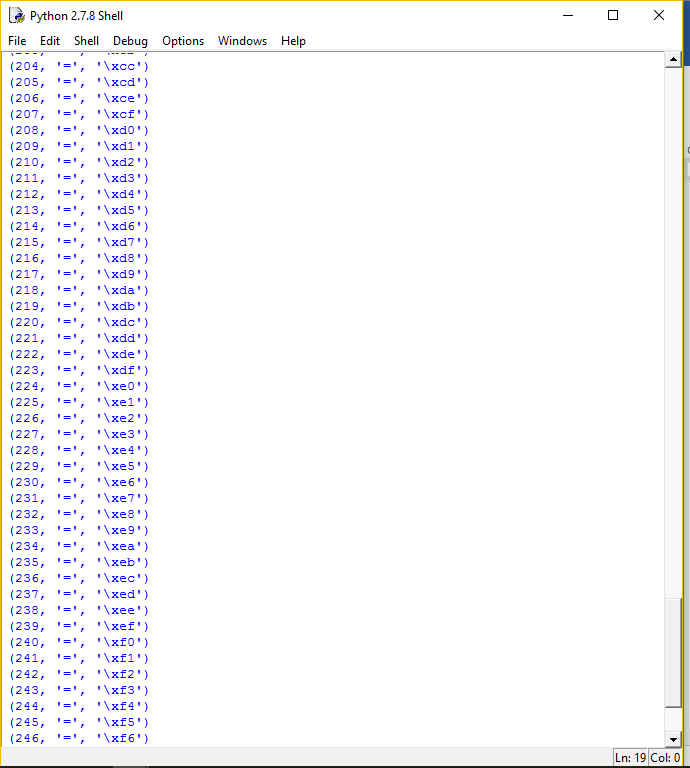 Python 2.7.8 Shell
File Edit Shell Debug Options Windows Help
(204, '=', '\xcc')
(205, '=', '\xcd')
(206, '=', '\xce')
(207, '=', '\xcf')
(208, '=', '\xd0')
(209, '=', '\xd1')
(210, '=', '\xd2')
(211, '=', '\xd3')
(212, '=', '\xd4')
(213, '=', '\xd5')
(214, '=', '\xd6')
(215, '=', '\xd7')
(216, '=', '\xd8')
(217, '=', '\xd9')
(218, '=', '\xda')
(219, '=', '\xdb')
(220, '=', '\xdc')
(221, '=', '\xdd')
(222, '=', '\xde')
(223, '=', '\xdf')
(224, '=', '\xe0')
(225, '=', '\xe1')
(226, '=', '\xe2')
(227, '=', '\xe3')
(228, '=', '\xe4')
(229, '=', '\xe5')
(230, '=', '\xe6')
(231, '=', '\xe7')
(232, '=', '\xe8')
(233, '=', '\xe9')
(234, '=', '\xea')
(235, '=', '\xeb')
(236, '=', '\xec')
(237, '=', '\xed')
(238, '=', '\xee')
(239, '=', '\xef')
(240, '=', '\xf0')
(241, '=', '\xf1')
(242, '=', '\xf2')
(243, '=', '\xf3')
(244, '=', '\xf4')
(245, '=', '\xf5')
(246, '=', '\xf6')
Ln: 19 Col: 0